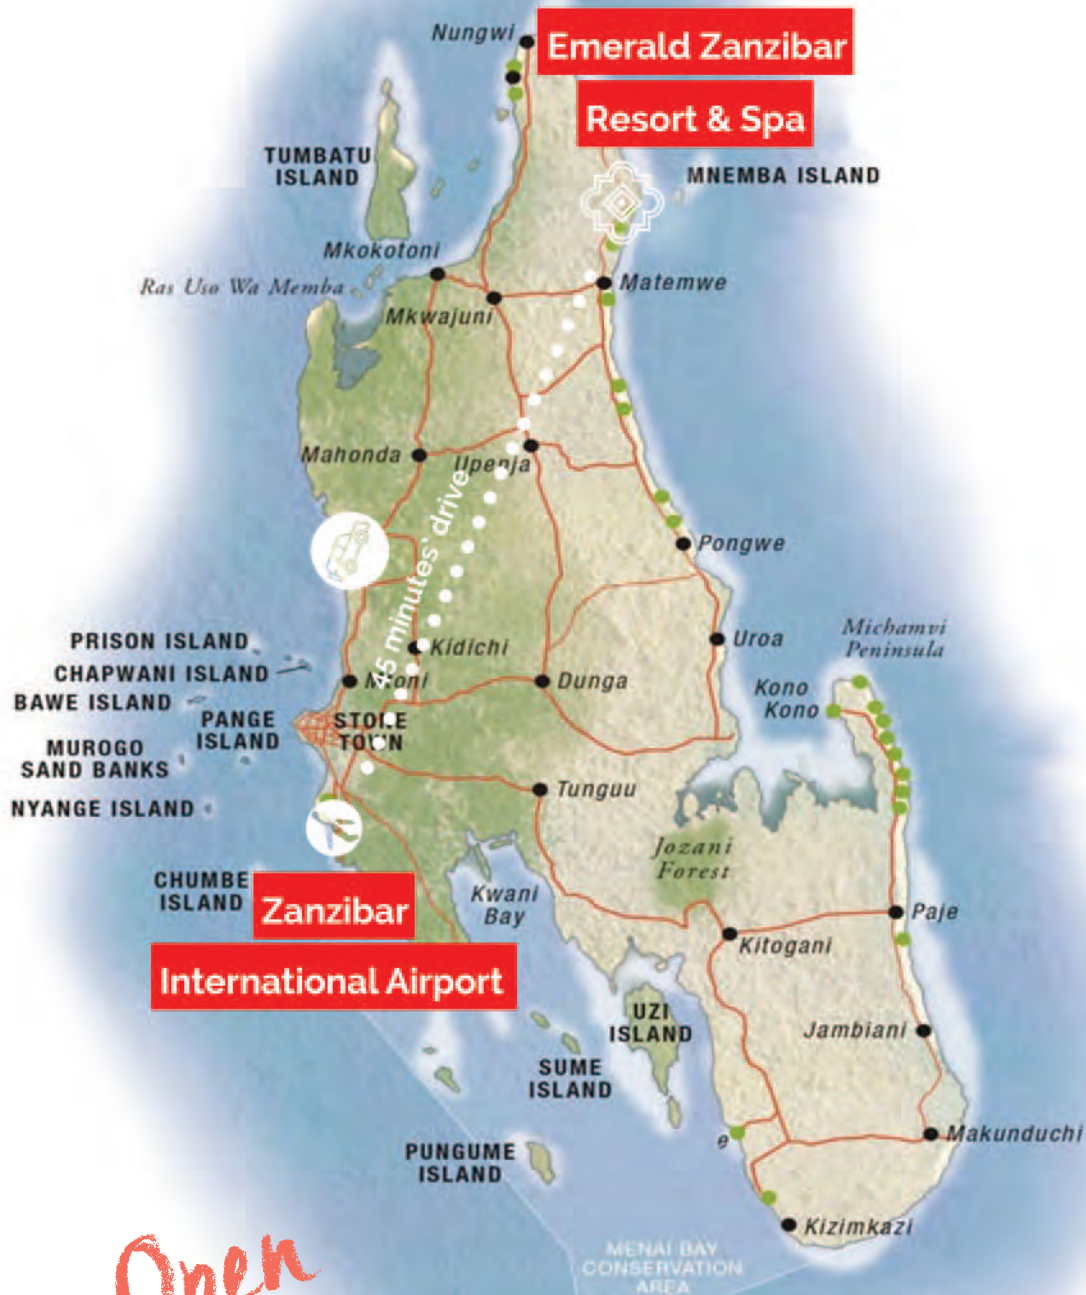 Nungwi
Emerald Zanzibar
Resort & Spa
TUMBATU
ISLAND
MNEMBA ISLAND
Mkokotoni
Ras Uso Wa Memba
Matemwe
Mkwajuni
Mahonda
Upenja
45 minutes` drive
Pongwe
PRISON ISLAND
Kidichi
Uroa
Michamvi
Peninsula
CHAPWANI ISLAND
Mtoni
Dunga
Kono
Kono
BAWE ISLAND
PANGE
ISLAND
STONE
TOWN
MUROGO
SAND BANKS
Tunguu
NYANGE ISLAND
Jozani
Forest
CHUMBE
ISLAND
Zanzibar
International Airport
Kwani
Bay
Paje
Kitogani
UZI
ISLAND
Jambiani
SUME
ISLAND
e
Makunduchi
PUNGUME
ISLAND
Kizimkazi
MENAI BAY
CONSERVATION
AREA
Open